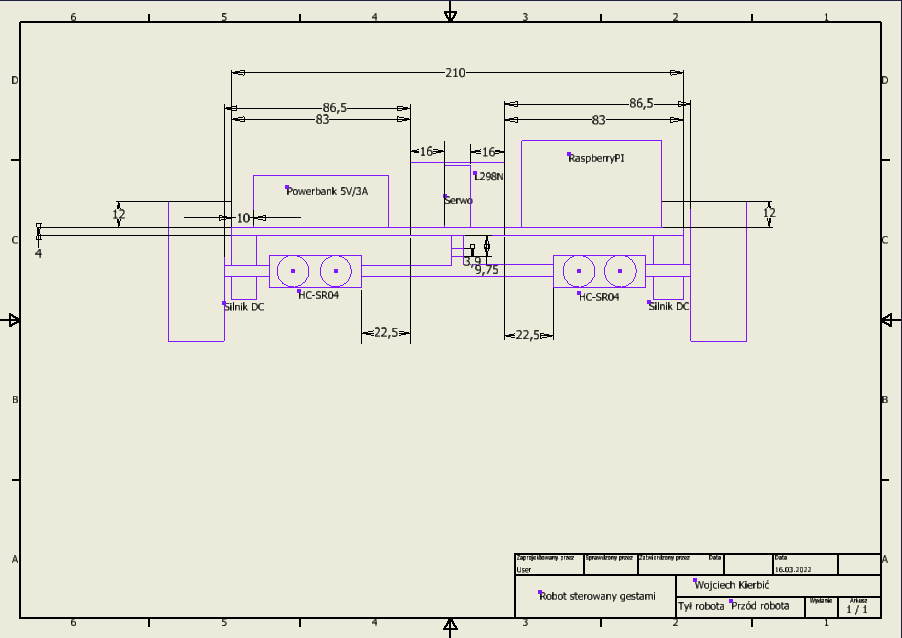 6 5 4 3 2 1
D D
210
86,5 86,5
83 83
16 16
RaspberryPI
L298N
Powerbank 5V/3A
Serwo
12 10 12
C C
4
3,9
9,75
HC-SR04 HC-SR04
Silnik DC Silnik DC
22,5 22,5
B B
A A
Zaprojektowany przez Sprawdzony przez Zatwierdzony przez Data Data
User 16.03.2022
Wojciech Kierbić
Robot sterowany gestami
Wydanie Arkusz
Tył robota Przód robota 1 / 1
6 5 4 3 2 1